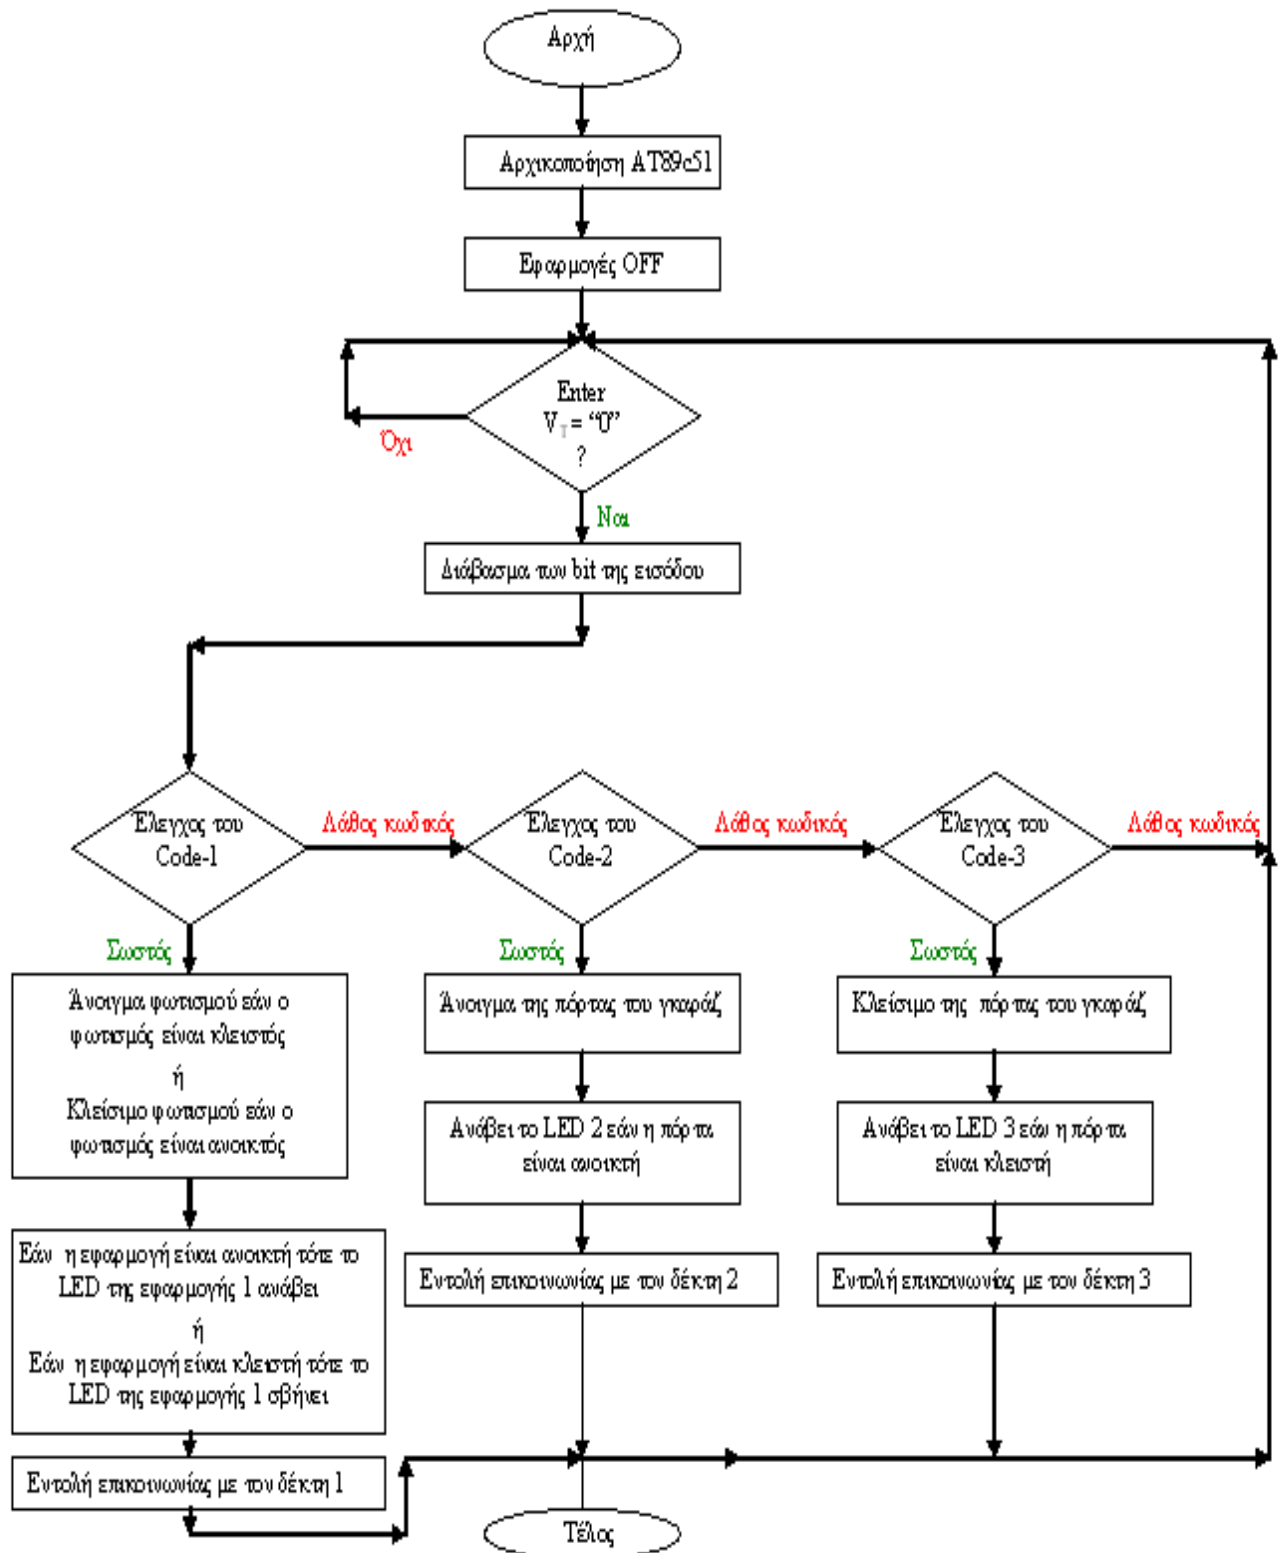 Αρχή
Αρχικοποίηση AT89c51
Εφαρμογές OFF
Enter
V_T = “0”
?
Όχι
Ναι
Διάβασμα των bit της εισόδου
Έλεγχος του
Code-1
Λάθος κωδικός
Έλεγχος του
Code-2
Λάθος κωδικός
Έλεγχος του
Code-3
Λάθος κωδικός
Σωστός
Σωστός
Σωστός
Άνοιγμα φωτισμού εάν ο
φωτισμός είναι κλειστός
ή
Κλείσιμο φωτισμού εάν ο
φωτισμός είναι ανοικτός
Άνοιγμα της πόρτας του γκαράζ
Κλείσιμο της πόρτας του γκαράζ
Ανάβει το LED 2 εάν η πόρτα
είναι ανοικτή
Ανάβει το LED 3 εάν η πόρτα
είναι κλειστή
Εάν η εφαρμογή είναι ανοικτή τότε το
LED της εφαρμογής 1 ανάβει
ή
Εάν η εφαρμογή είναι κλειστή τότε το
LED της εφαρμογής 1 σβήνει
Εντολή επικοινωνίας με τον δέκτη 2
Εντολή επικοινωνίας με τον δέκτη 3
Εντολή επικοινωνίας με τον δέκτη 1
Τέλος